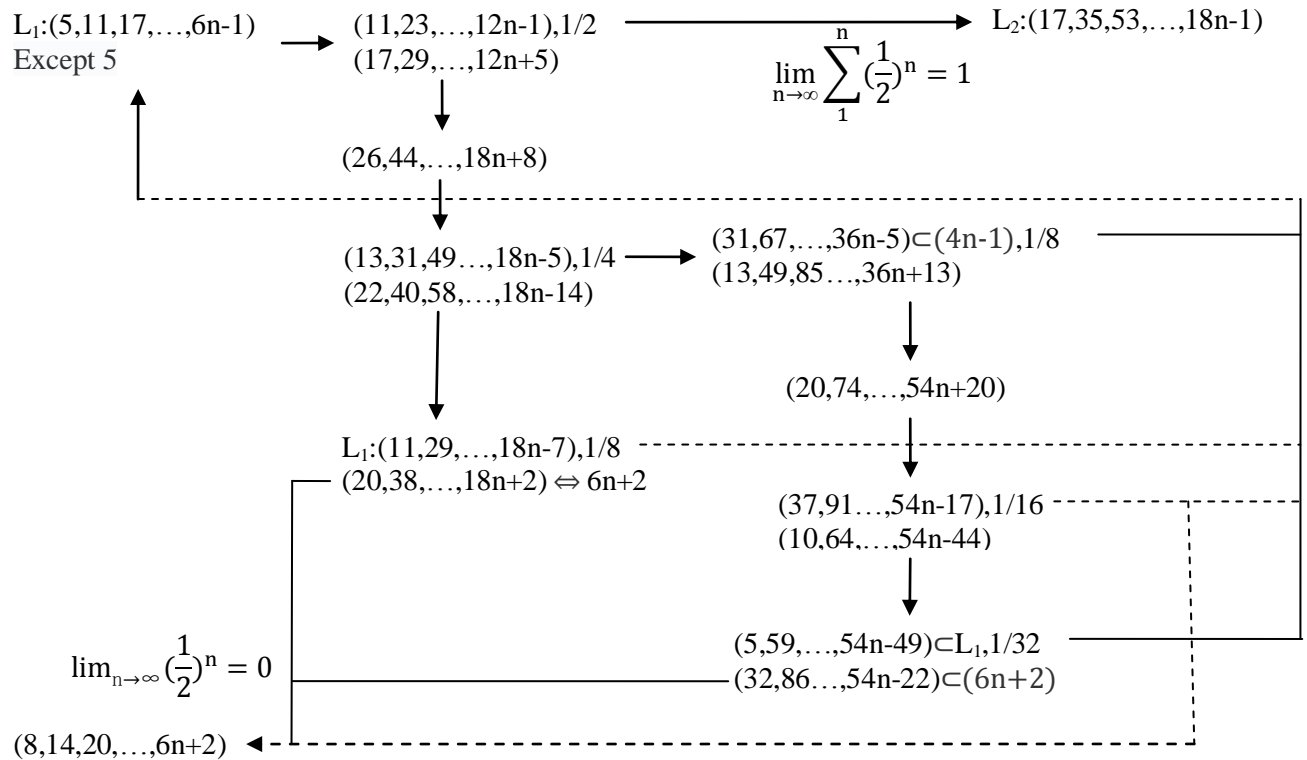 L₁:(5,11,17,…,6n-1)
Except 5
(11,23,…,12n-1),1/2
(17,29,…,12n+5)
L₂:(17,35,53,…,18n-1)
lim n→∞ ∑ 1 n (1/2)ⁿ = 1
(26,44,…,18n+8)
(13,31,49…,18n-5),1/4
(22,40,58,…,18n-14)
(31,67,…,36n-5)⊂(4n-1),1/8
(13,49,85…,36n+13)
(20,74,…,54n+20)
L₁:(11,29,…,18n-7),1/8
(20,38,…,18n+2) ⇔ 6n+2
(37,91…,54n-17),1/16
(10,64,…,54n-44)
(5,59,…,54n-49)⊂L₁,1/32
(32,86…,54n-22)⊂(6n+2)
limₙ→∞(1/2)ⁿ = 0
(8,14,20,…,6n+2)